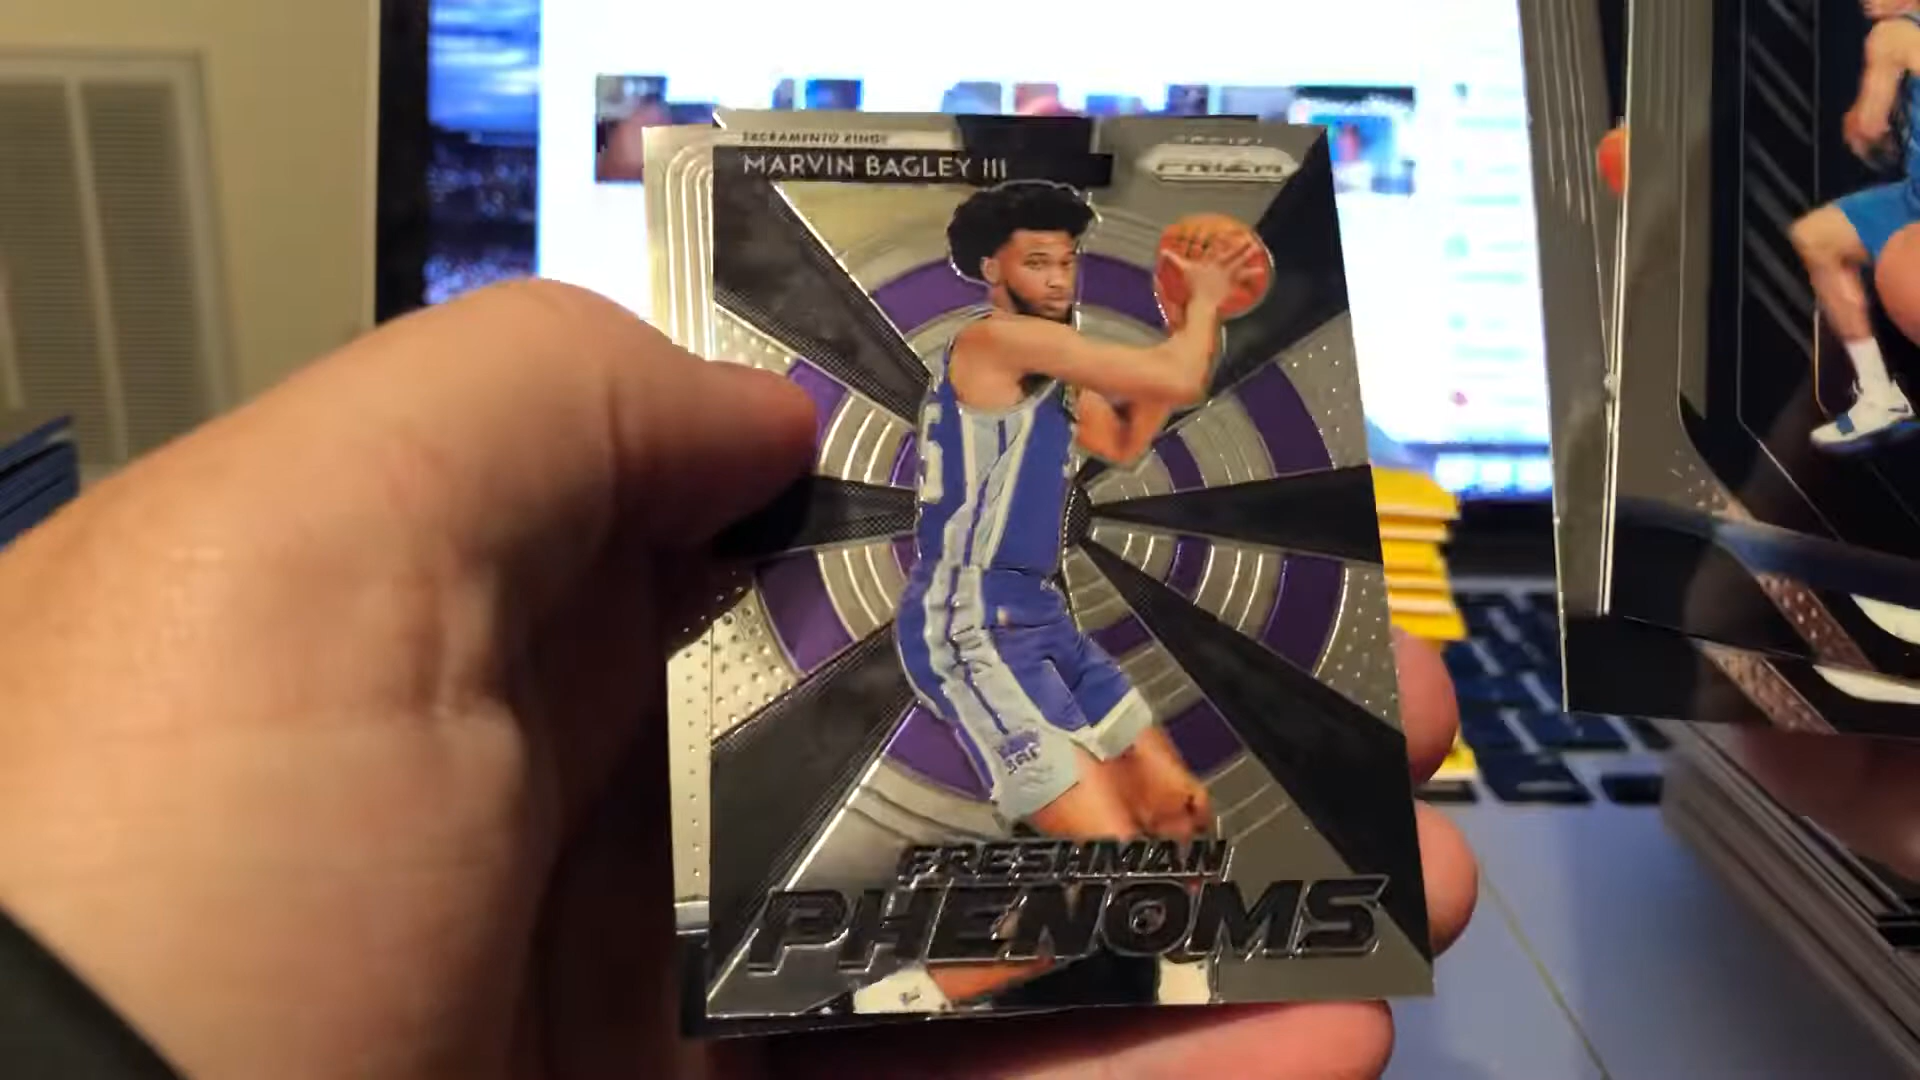 SACRAMENTO KINGS
MARVIN BAGLEY III
PRIZM
FRESHMAN
PHENOMS